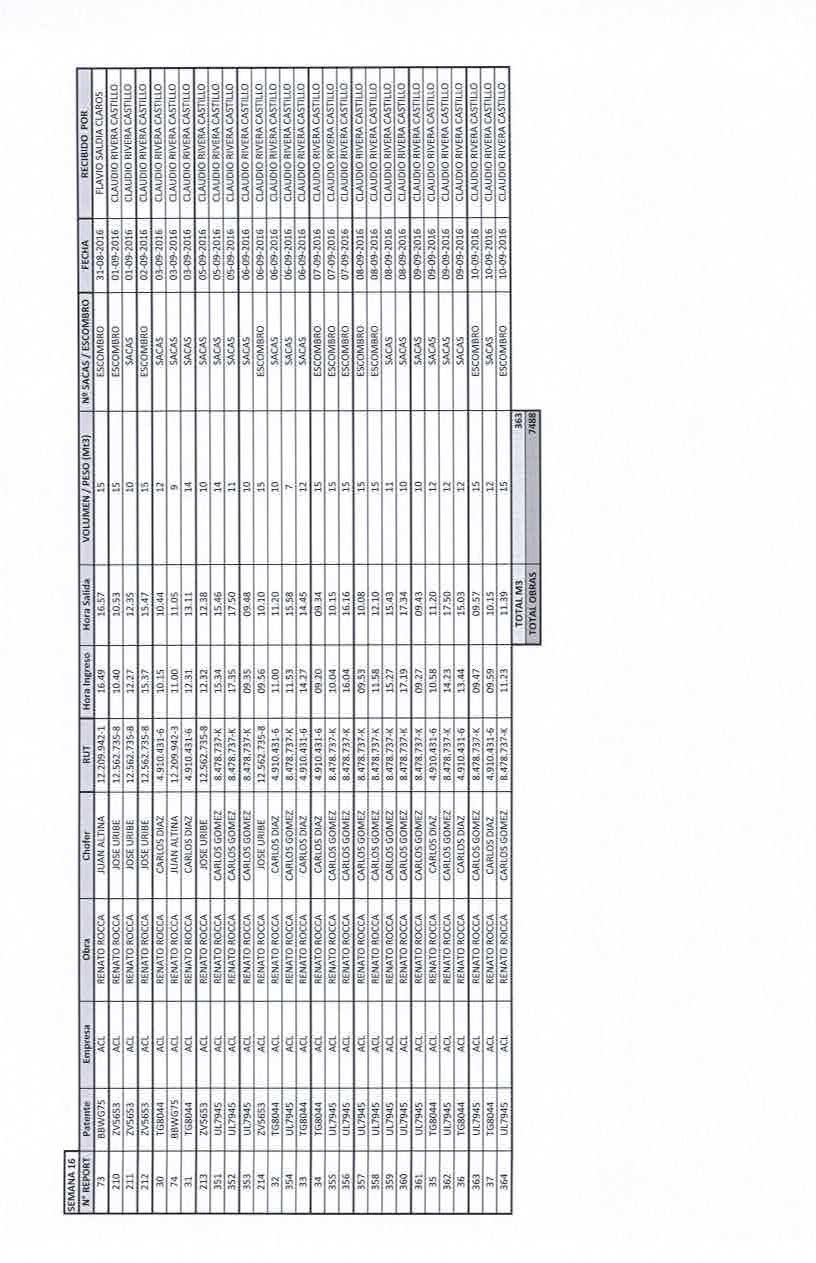 SEMANA 16
N° REPORT Patente Empresa Obra Chofer RUT Hora Ingreso Hora Salida VOLUMEN / PESO (Mt3) Nº SACAS / ESCOMBRO FECHA RECIBIDO POR
73 BBWG75 ACL RENATO ROCCA JUAN ALTINA 12.209.942-1 16.49 16.57 15 ESCOMBRO 31-08-2016 FLAVIO SALDIA CLAROS
210 ZV5653 ACL RENATO ROCCA JOSE URIBE 12.562.735-8 10.40 10.53 15 ESCOMBRO 01-09-2016 CLAUDIO RIVERA CASTILLO
211 ZV5653 ACL RENATO ROCCA JOSE URIBE 12.562.735-8 12.27 12.35 10 SACAS 01-09-2016 CLAUDIO RIVERA CASTILLO
212 ZV5653 ACL RENATO ROCCA JOSE URIBE 12.562.735-8 15.37 15.47 15 ESCOMBRO 02-09-2016 CLAUDIO RIVERA CASTILLO
30 TG8044 ACL RENATO ROCCA CARLOS DIAZ 4.910.431-6 10.15 10.44 12 SACAS 03-09-2016 CLAUDIO RIVERA CASTILLO
74 BBWG75 ACL RENATO ROCCA JUAN ALTINA 12.209.942-3 11.00 11.05 9 SACAS 03-09-2016 CLAUDIO RIVERA CASTILLO
31 TG8044 ACL RENATO ROCCA CARLOS DIAZ 4.910.431-6 12.31 13.11 14 SACAS 03-09-2016 CLAUDIO RIVERA CASTILLO
213 ZV5653 ACL RENATO ROCCA JOSE URIBE 12.562.735-8 12.32 12.38 10 SACAS 05-09-2016 CLAUDIO RIVERA CASTILLO
351 UL7945 ACL RENATO ROCCA CARLOS GOMEZ 8.478.737-K 15.34 15.46 14 SACAS 05-09-2016 CLAUDIO RIVERA CASTILLO
352 UL7945 ACL RENATO ROCCA CARLOS GOMEZ 8.478.737-K 17.35 17.50 11 SACAS 05-09-2016 CLAUDIO RIVERA CASTILLO
353 UL7945 ACL RENATO ROCCA CARLOS GOMEZ 8.478.737-K 09.35 09.48 10 SACAS 06-09-2016 CLAUDIO RIVERA CASTILLO
214 ZV5653 ACL RENATO ROCCA JOSE URIBE 12.562.735-8 09.56 10.10 15 ESCOMBRO 06-09-2016 CLAUDIO RIVERA CASTILLO
32 TG8044 ACL RENATO ROCCA CARLOS DIAZ 4.910.431-6 11.00 11.20 10 SACAS 06-09-2016 CLAUDIO RIVERA CASTILLO
354 UL7945 ACL RENATO ROCCA CARLOS GOMEZ 8.478.737-K 11.53 15.58 7 SACAS 06-09-2016 CLAUDIO RIVERA CASTILLO
33 TG8044 ACL RENATO ROCCA CARLOS DIAZ 4.910.431-6 14.27 14.45 12 SACAS 06-09-2016 CLAUDIO RIVERA CASTILLO
34 TG8044 ACL RENATO ROCCA CARLOS DIAZ 4.910.431-6 09.20 09.34 15 ESCOMBRO 07-09-2016 CLAUDIO RIVERA CASTILLO
355 UL7945 ACL RENATO ROCCA CARLOS GOMEZ 8.478.737-K 10.04 10.15 15 ESCOMBRO 07-09-2016 CLAUDIO RIVERA CASTILLO
356 UL7945 ACL RENATO ROCCA CARLOS GOMEZ 8.478.737-K 16.04 16.16 15 ESCOMBRO 07-09-2016 CLAUDIO RIVERA CASTILLO
357 UL7945 ACL RENATO ROCCA CARLOS GOMEZ 8.478.737-K 09.53 10.08 15 ESCOMBRO 08-09-2016 CLAUDIO RIVERA CASTILLO
358 UL7945 ACL RENATO ROCCA CARLOS GOMEZ 8.478.737-K 11.58 12.10 15 ESCOMBRO 08-09-2016 CLAUDIO RIVERA CASTILLO
359 UL7945 ACL RENATO ROCCA CARLOS GOMEZ 8.478.737-K 15.27 15.43 11 SACAS 08-09-2016 CLAUDIO RIVERA CASTILLO
360 UL7945 ACL RENATO ROCCA CARLOS GOMEZ 8.478.737-K 17.19 17.34 10 SACAS 08-09-2016 CLAUDIO RIVERA CASTILLO
361 UL7945 ACL RENATO ROCCA CARLOS GOMEZ 8.478.737-K 09.27 09.43 10 SACAS 09-09-2016 CLAUDIO RIVERA CASTILLO
35 TG8044 ACL RENATO ROCCA CARLOS DIAZ 4.910.431-6 10.58 11.20 12 SACAS 09-09-2016 CLAUDIO RIVERA CASTILLO
362 UL7945 ACL RENATO ROCCA CARLOS GOMEZ 8.478.737-K 14.23 17.50 12 SACAS 09-09-2016 CLAUDIO RIVERA CASTILLO
36 TG8044 ACL RENATO ROCCA CARLOS DIAZ 4.910.431-6 13.44 15.03 12 SACAS 09-09-2016 CLAUDIO RIVERA CASTILLO
363 UL7945 ACL RENATO ROCCA CARLOS GOMEZ 8.478.737-K 09.47 09.57 15 ESCOMBRO 10-09-2016 CLAUDIO RIVERA CASTILLO
37 TG8044 ACL RENATO ROCCA CARLOS DIAZ 4.910.431-6 09.59 10.15 12 SACAS 10-09-2016 CLAUDIO RIVERA CASTILLO
364 UL7945 ACL RENATO ROCCA CARLOS GOMEZ 8.478.737-K 11.23 11.39 15 ESCOMBRO 10-09-2016 CLAUDIO RIVERA CASTILLO
TOTAL M3 363
TOTAL OBRAS 7488